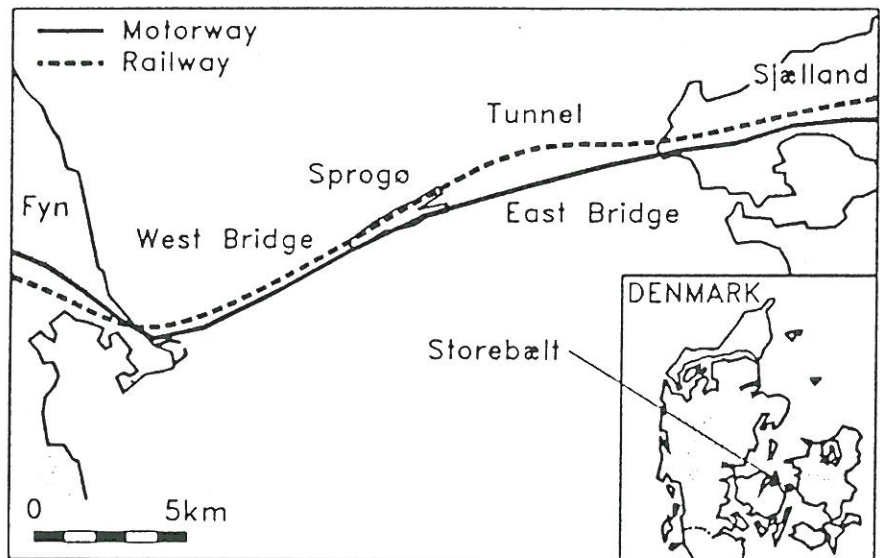 Motorway
Railway
Sjælland
Tunnel
Sprogø
Fyn
West Bridge
East Bridge
DENMARK
Storebælt
0 5km